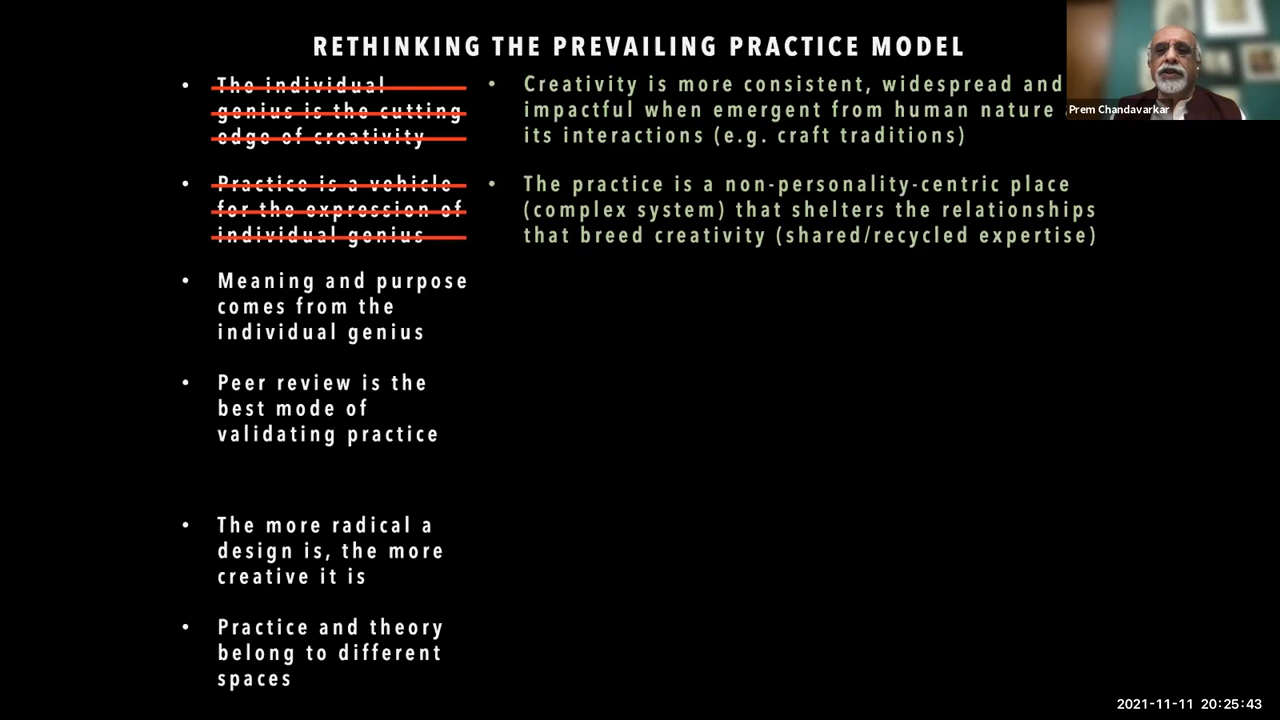 RETHINKING THE PREVAILING PRACTICE MODEL
• The individual
genius is the cutting
edge of creativity
• Creativity is more consistent, widespread and
impactful when emergent from human nature
its interactions (e.g. craft traditions)
• Practice is a vehicle
for the expression of
individual genius
• The practice is a non-personality-centric place
(complex system) that shelters the relationships
that breed creativity (shared/recycled expertise)
• Meaning and purpose
comes from the
individual genius
• Peer review is the
best mode of
validating practice
• The more radical a
design is, the more
creative it is
• Practice and theory
belong to different
spaces
Prem Chandavarkar
2021-11-11 20:25:43